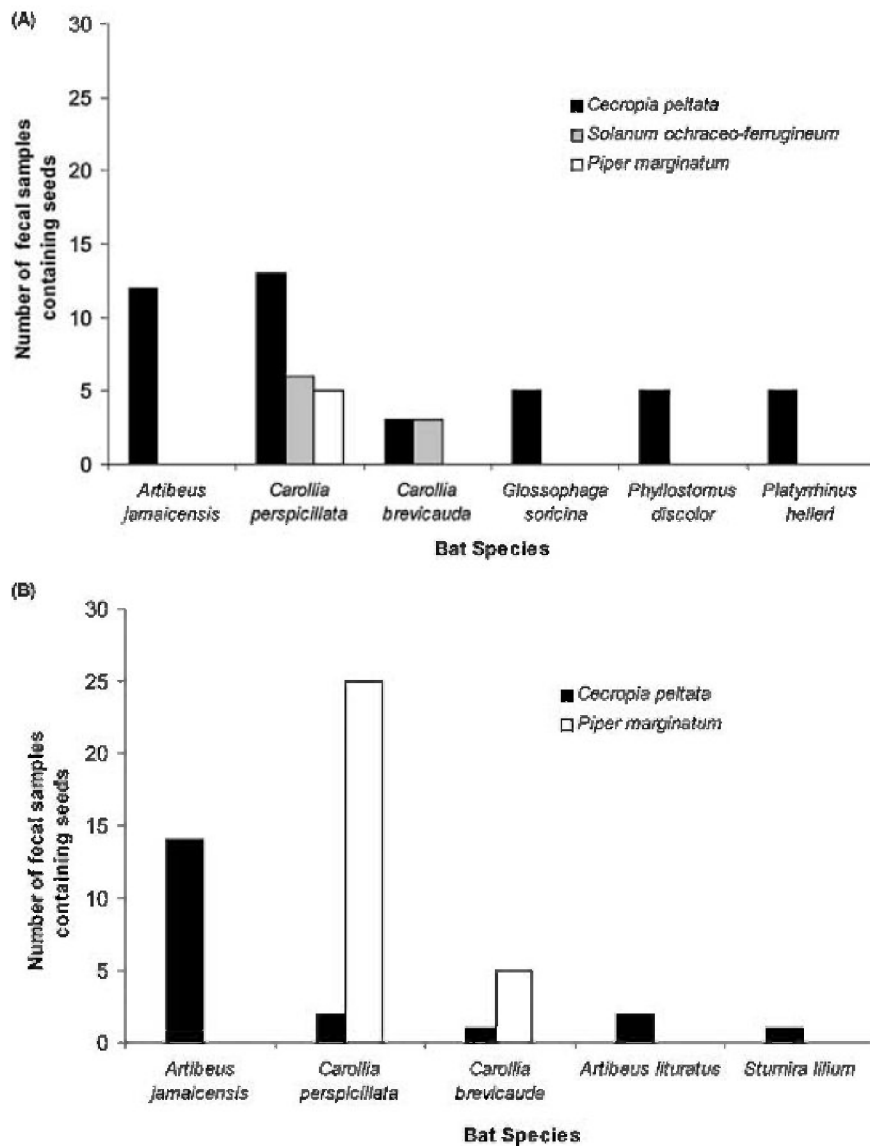 (A)
30
25
20
15
10
5
0
Number of fecal samples
containing seeds
Cecropia peltata
Solanum ochraceo-ferrugineum
Piper marginatum
Artibeus
jamaicensis
Carollia
perspicillata
Carollia
brevicauda
Glossophaga
soricina
Phyllostomus
discolor
Platyrrhinus
helleri
Bat Species
(B)
30
25
20
15
10
5
0
Number of fecal samples
containing seeds
Cecropia peltata
Piper marginatum
Artibeus
jamaicensis
Carollia
perspicillata
Carollia
brevicauda
Artibeus lituratus
Sturnira lilium
Bat Species